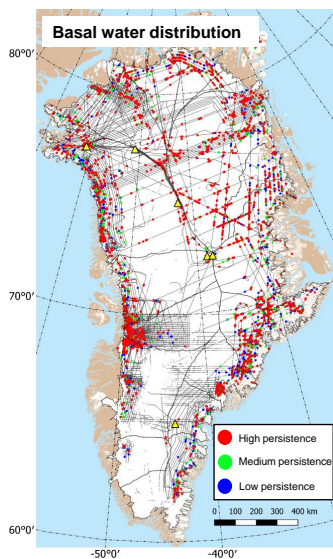 Basal water distribution
80°0'
70°0'
High persistence
Medium persistence
Low persistence
0 100 200 300 400 km
60°0'
-50°0'
-40°0'